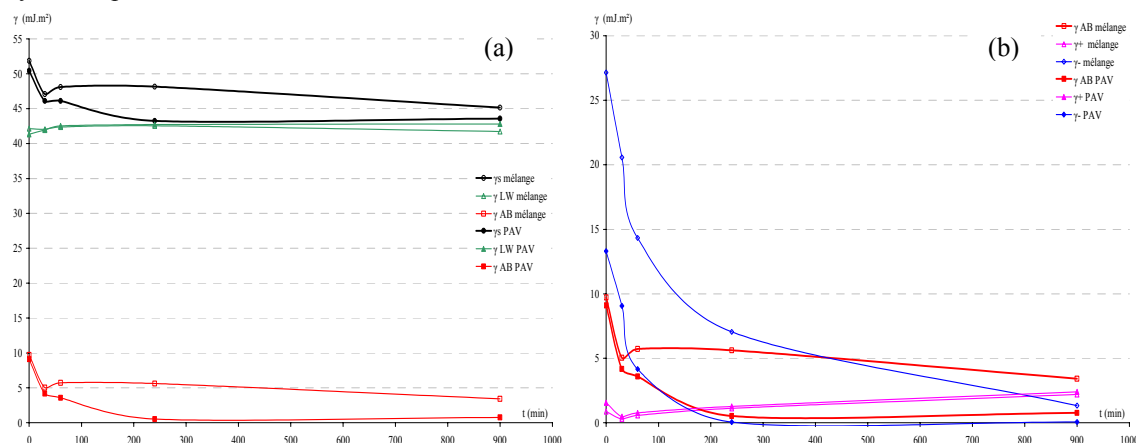 γ (mJ.m²)
55
50
45
40
35
30
25
20
15
10
5
0
0 100 200 300 400 500 600 700 800 900 1000
t (min)
(a)
γs mélange
γ LW mélange
γ AB mélange
γs PAV
γ LW PAV
γ AB PAV
γ (mJ.m²)
30
25
20
15
10
5
0
0 100 200 300 400 500 600 700 800 900 1000
t (min)
(b)
γ AB mélange
γ+ mélange
γ- mélange
γ AB PAV
γ+ PAV
γ- PAV